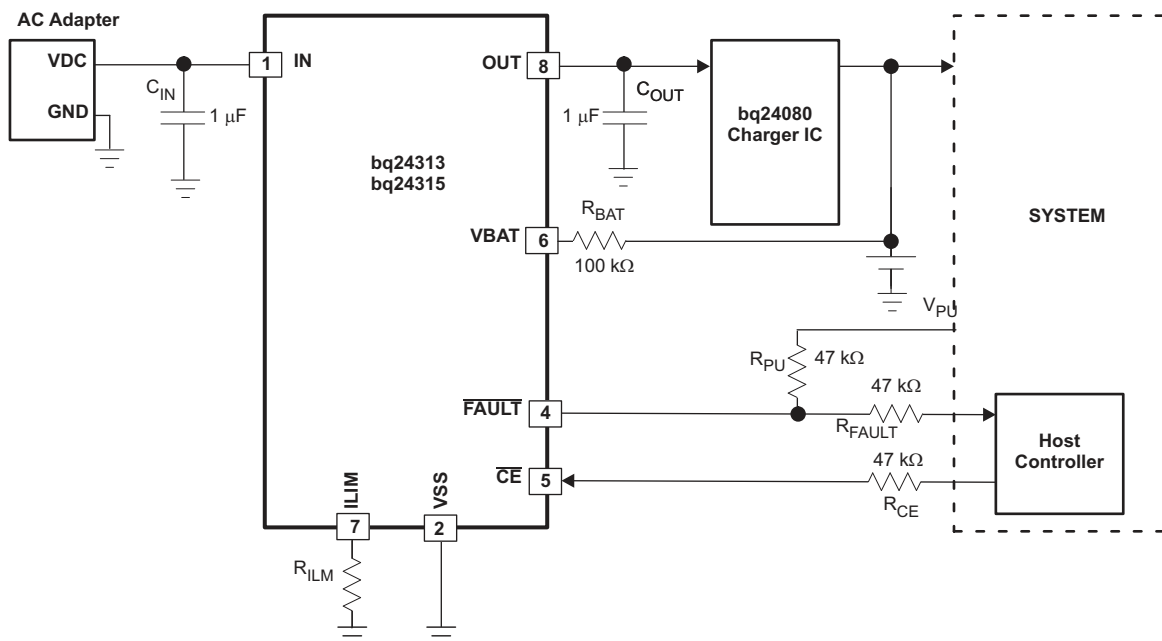 AC Adapter
VDC
GND
C_IN
1 μF
1
IN
OUT
8
C_OUT
1 μF
bq24080
Charger IC
bq24313
bq24315
SYSTEM
R_BAT
VBAT
6
100 kΩ
V_PU
R_PU
47 kΩ
47 kΩ
FAULT
4
R_FAULT
Host
Controller
47 kΩ
CE
5
R_CE
ILIM
VSS
7
2
R_ILM